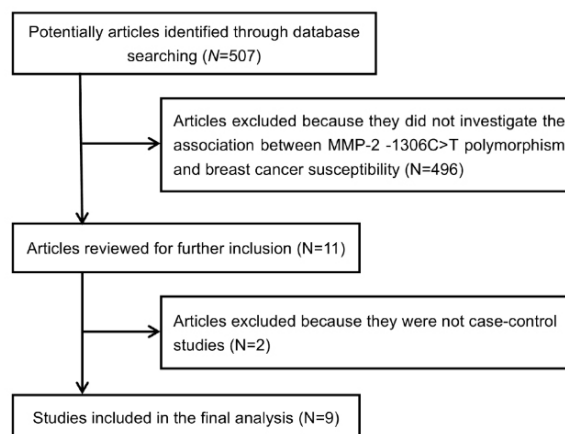 Potentially articles identified through database
searching (N=507)
Articles excluded because they did not investigate the
association between MMP-2 -1306C>T polymorphism
and breast cancer susceptibility (N=496)
Articles reviewed for further inclusion (N=11)
Articles excluded because they were not case-control
studies (N=2)
Studies included in the final analysis (N=9)